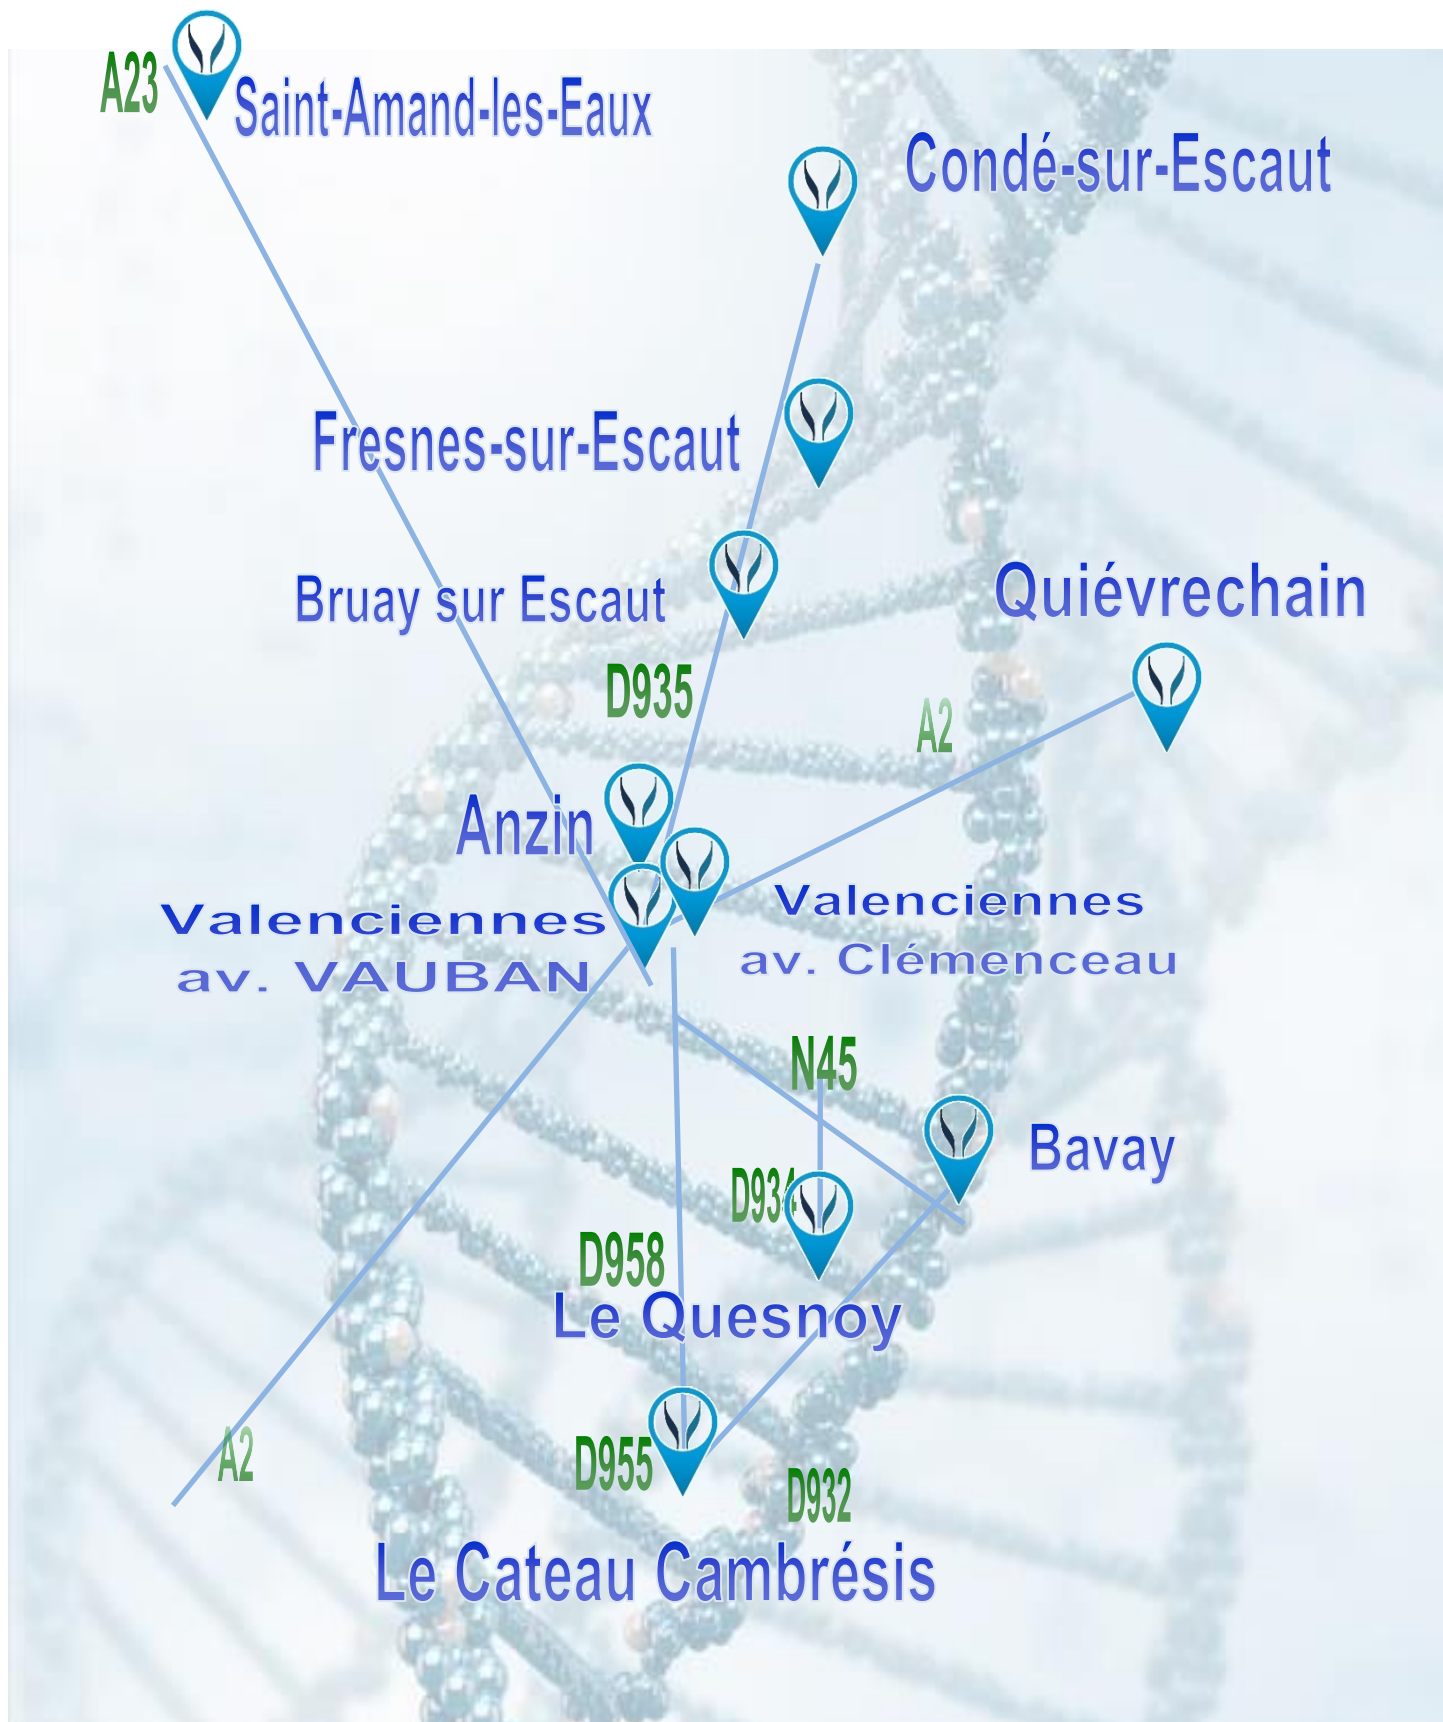 A23
Saint-Amand-les-Eaux
Condé-sur-Escaut
Fresnes-sur-Escaut
Bruay sur Escaut
Quiévrechain
D935
A2
Anzin
Valenciennes
av. VAUBAN
Valenciennes
av. Clémenceau
N45
Bavay
D934
D958
Le Quesnoy
A2
D955
D932
Le Cateau Cambrésis